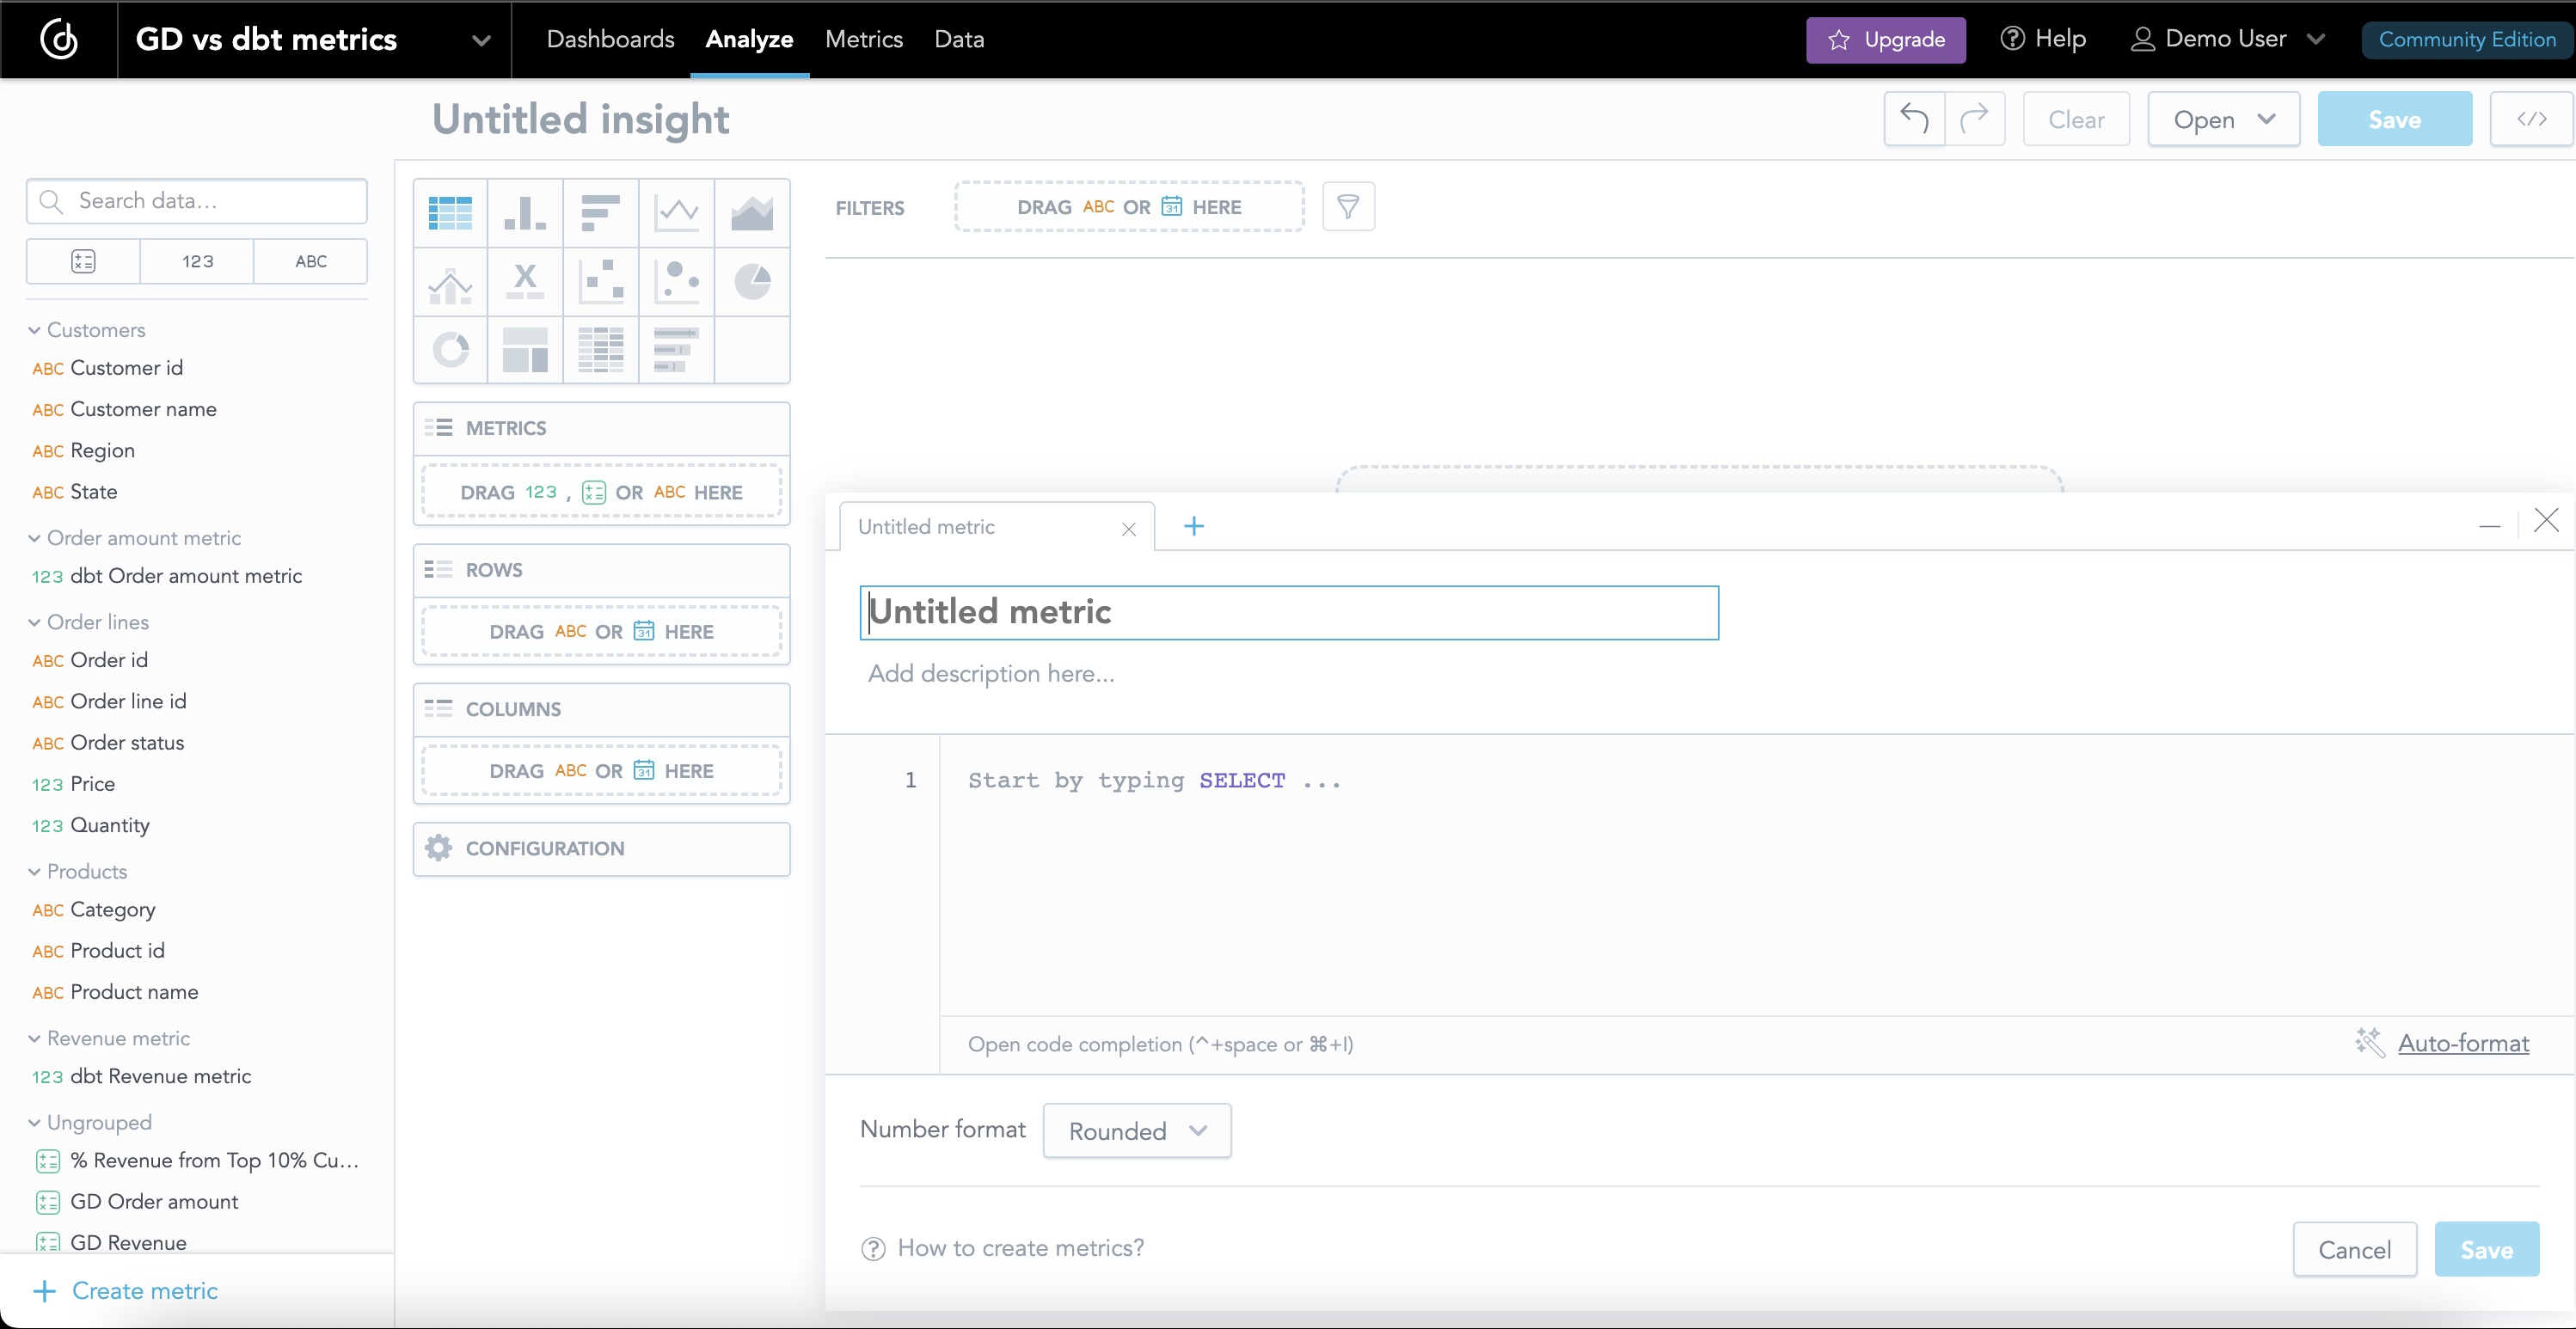 GD vs dbt metrics
Dashboards Analyze Metrics Data
Upgrade Help Demo User Community Edition
Untitled insight
Clear Open Save </>
Search data...
123 ABC
Customers
ABC Customer id
ABC Customer name
ABC Region
ABC State
Order amount metric
123 dbt Order amount metric
Order lines
ABC Order id
ABC Order line id
ABC Order status
123 Price
123 Quantity
Products
ABC Category
ABC Product id
ABC Product name
Revenue metric
123 dbt Revenue metric
Ungrouped
% Revenue from Top 10% Cu...
GD Order amount
GD Revenue
+ Create metric
X
METRICS
DRAG 123 , OR ABC HERE
ROWS
DRAG ABC OR 31 HERE
COLUMNS
DRAG ABC OR 31 HERE
CONFIGURATION
FILTERS DRAG ABC OR 31 HERE
Untitled metric
Untitled metric
Add description here...
1 Start by typing SELECT ...
Open code completion (^+space or ⌘+I)
Auto-format
Number format Rounded
? How to create metrics?
Cancel Save